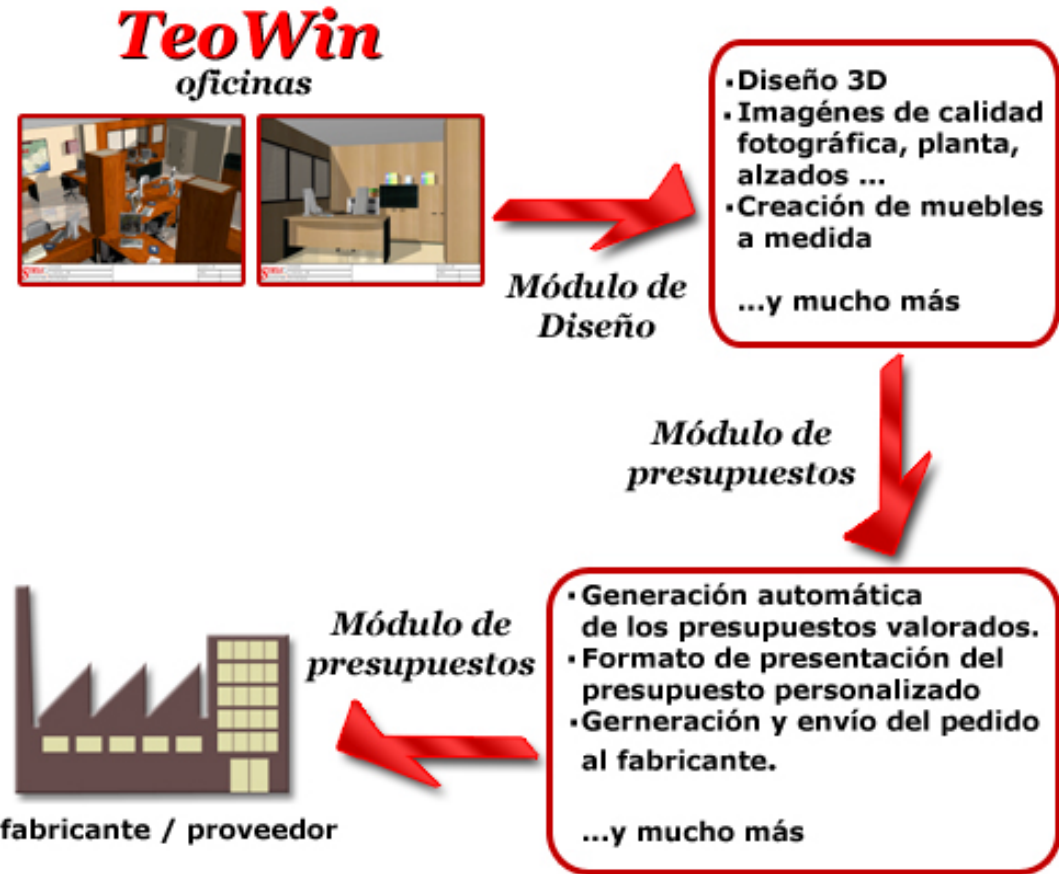 TeoWin
oficinas
▪Diseño 3D
▪Imagénes de calidad
fotográfica, planta,
alzados ...
▪Creación de muebles
a medida
...y mucho más
Módulo de
Diseño
Módulo de
presupuestos
▪Generación automática
de los presupuestos valorados.
▪Formato de presentación del
presupuesto personalizado
▪Gerneración y envío del pedido
al fabricante.
...y mucho más
Módulo de
presupuestos
fabricante / proveedor